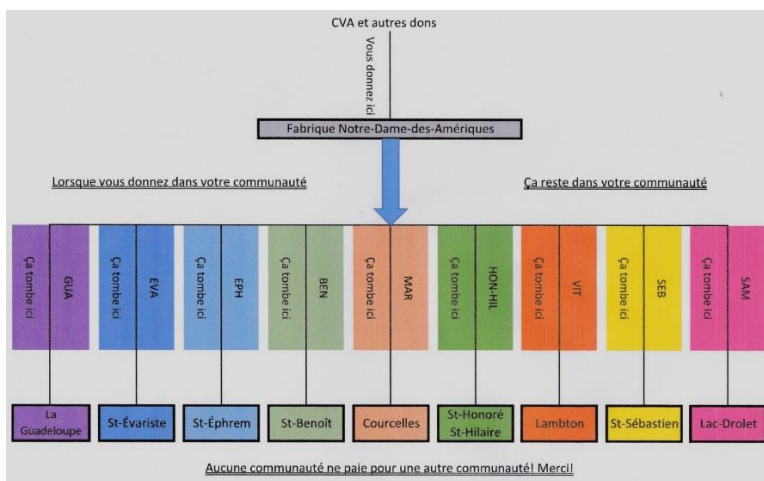 CVA et autres dons
Vous donnez ici
Fabrique Notre-Dame-des-Amériques
Lorsque vous donnez dans votre communauté
Ça reste dans votre communauté
Ça tombe ici
GUA
Ça tombe ici
EVA
Ça tombe ici
EPH
Ça tombe ici
BEN
Ça tombe ici
MAR
Ça tombe ici
HON-HIL
Ça tombe ici
VIT
Ça tombe ici
SEB
Ça tombe ici
SAM
La
Guadeloupe
St-Évariste
St-Éphrem
St-Benoît
Courcelles
St-Honoré
St-Hilaire
Lambton
St-Sébastien
Lac-Drolet
Aucune communauté ne paie pour une autre communauté! Merci!